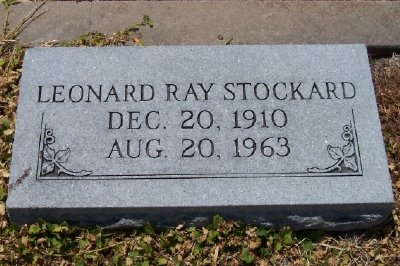 LEONARD RAY STOCKARD
DEC. 20, 1910
AUG. 20, 1963